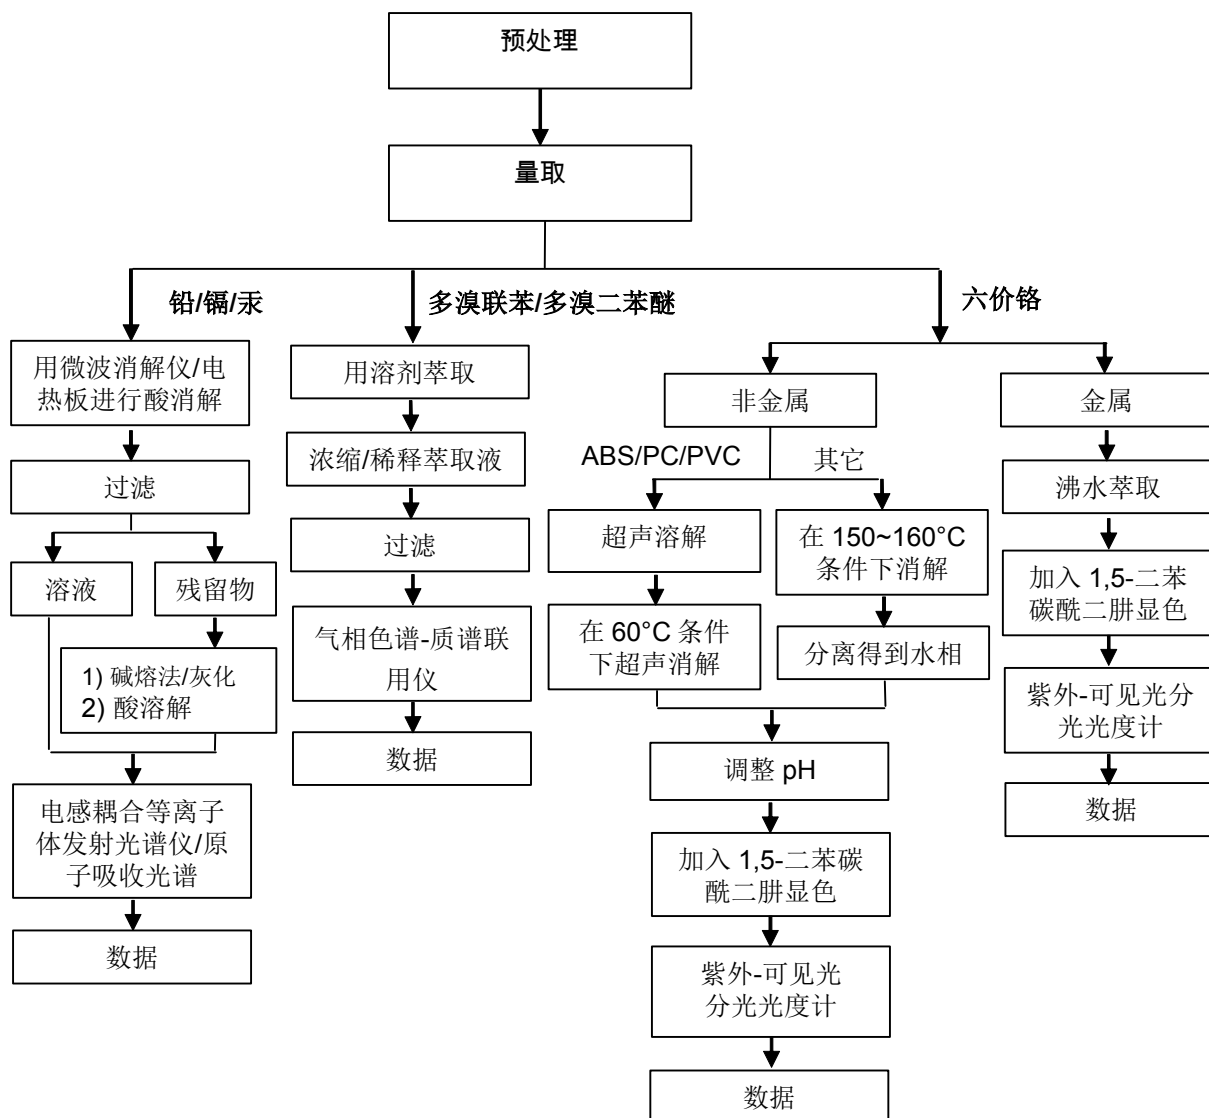 预处理
量取
铅/镉/汞
多溴联苯/多溴二苯醚
六价铬
用微波消解仪/电
热板进行酸消解
过滤
溶液
残留物
1) 碱熔法/灰化
2) 酸溶解
电感耦合等离子
体发射光谱仪/原
子吸收光谱
数据
用溶剂萃取
浓缩/稀释萃取液
过滤
气相色谱-质谱联
用仪
数据
非金属
ABS/PC/PVC
其它
超声溶解
在 60°C 条件
下超声消解
在 150~160°C
条件下消解
分离得到水相
调整 pH
加入 1,5-二苯碳
酰二肼显色
紫外-可见光
分光光度计
数据
金属
沸水萃取
加入 1,5-二苯
碳酰二肼显色
紫外-可见光分
光光度计
数据